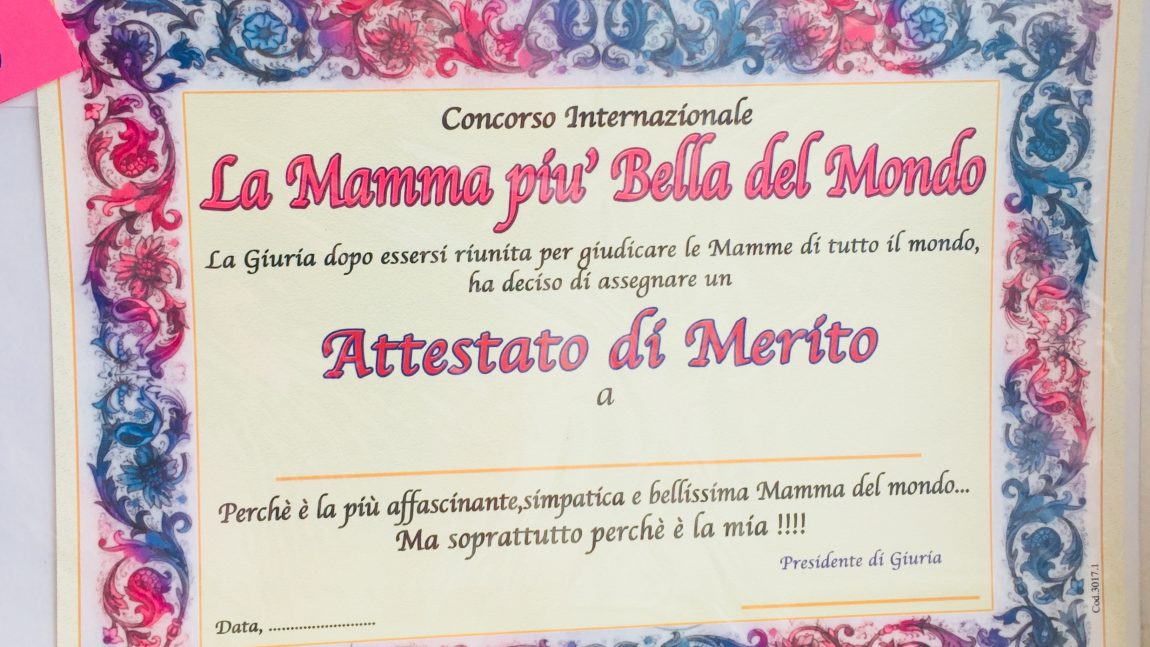 Concorso Internazionale
La Mamma piu' Bella del Mondo
La Giuria dopo essersi riunita per giudicare le Mamme di tutto il mondo,
ha deciso di assegnare un
Attestato di Merito
a
Perchè è la più affascinante,simpatica e bellissima Mamma del mondo...
Ma soprattutto perchè è la mia !!!!
Presidente di Giuria
Data, ..........................
Cod.3017.1